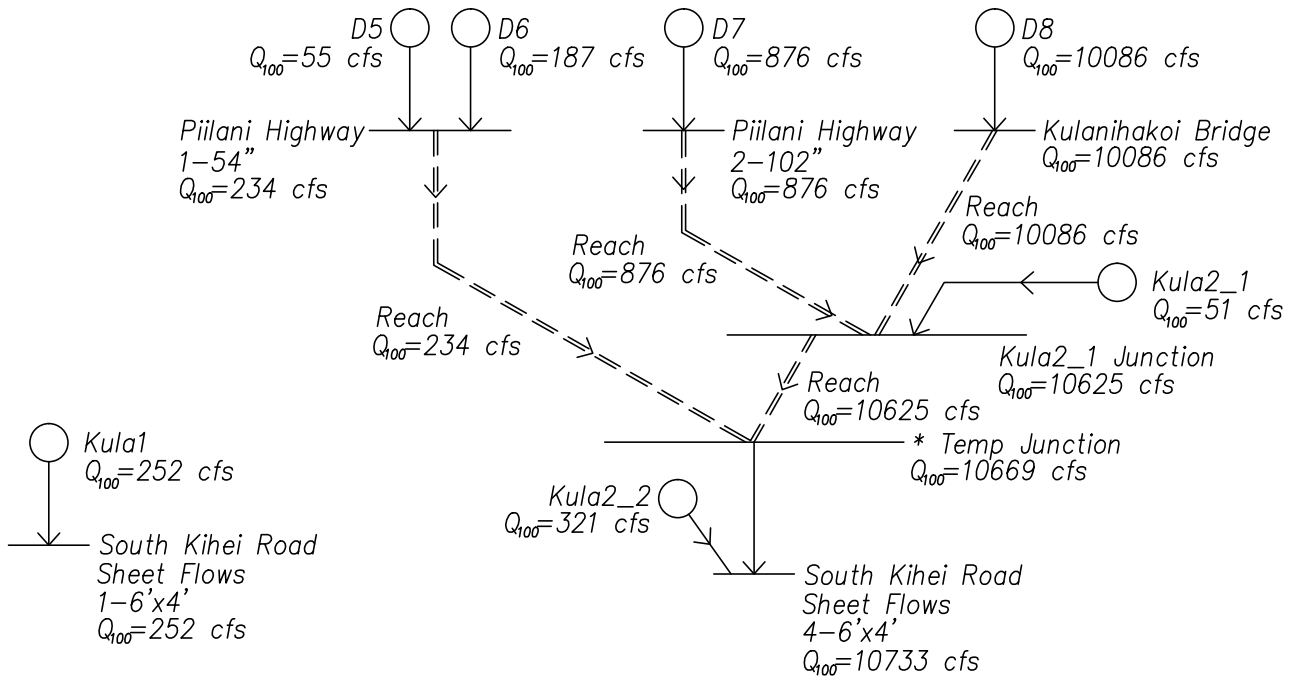 D5
Q100=55 cfs
D6
Q100=187 cfs
D7
Q100=876 cfs
D8
Q100=10086 cfs
Piilani Highway
1-54"
Q100=234 cfs
Piilani Highway
2-102"
Q100=876 cfs
Kulanihakoi Bridge
Q100=10086 cfs
Reach
Q100=10086 cfs
Reach
Q100=876 cfs
Kula2_1
Q100=51 cfs
Reach
Q100=234 cfs
Kula2_1 Junction
Q100=10625 cfs
Reach
Q100=10625 cfs
* Temp Junction
Q100=10669 cfs
Kula1
Q100=252 cfs
Kula2_2
Q100=321 cfs
South Kihei Road
Sheet Flows
1-6'x4'
Q100=252 cfs
South Kihei Road
Sheet Flows
4-6'x4'
Q100=10733 cfs